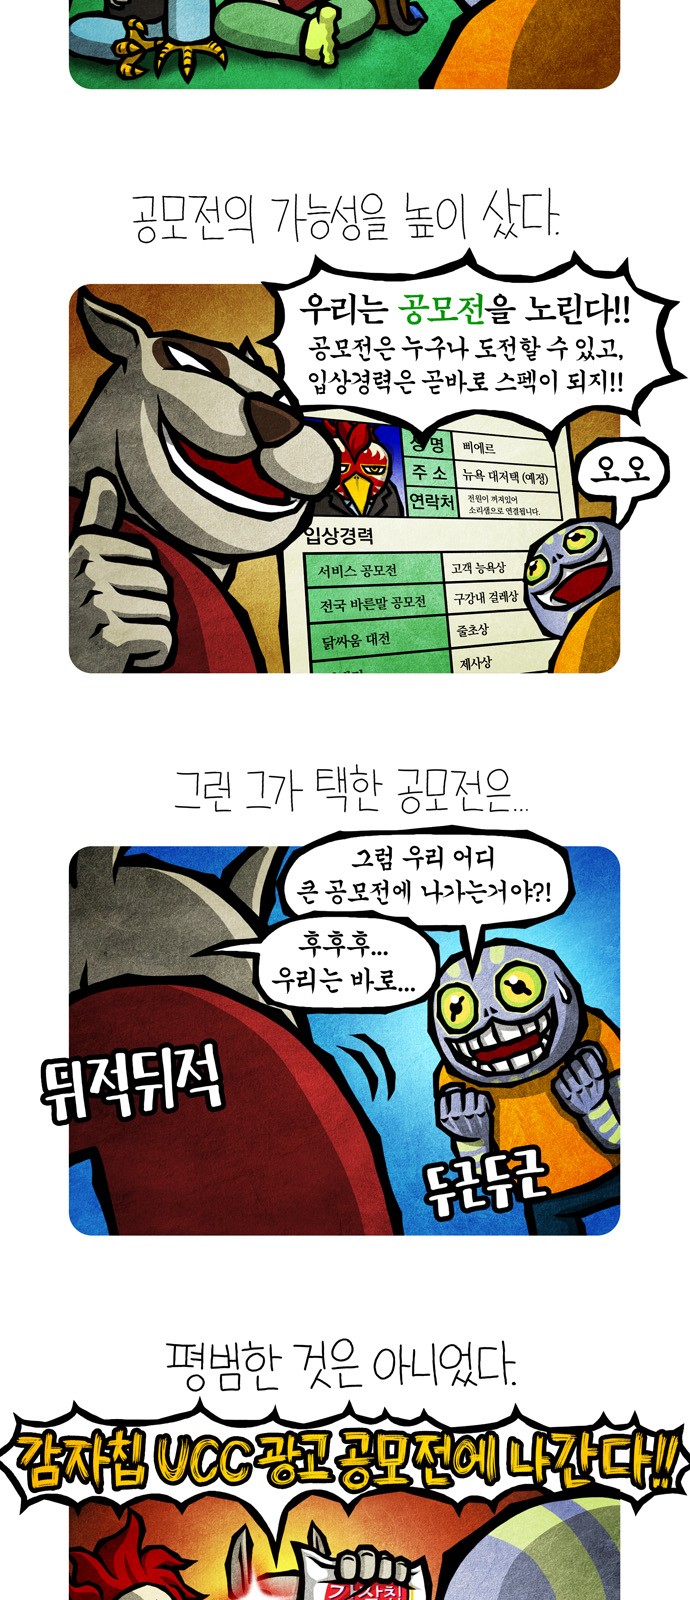 공모전의 가능성을 높이 샀다.
우리는 공모전을 노린다!!
공모전은 누구나 도전할 수 있고,
입상경력은 곧바로 스펙이 되지!!
오오
성 명 삐에르
주 소 뉴욕 대저택 (예정)
연락처 전원이 꺼져있어
소리샘으로 연결됩니다.
입상경력
서비스 공모전 고객 능욕상
전국 바른말 공모전 구강내 걸레상
닭싸움 대전 줄초상
제사상
그런 그가 택한 공모전은...
그럼 우리 어디
큰 공모전에 나가는거야?!
후후후...
우리는 바로...
뒤적뒤적
두근두근
평범한 것은 아니었다.
감자칩 UCC 광고 공모전에 나간다!!